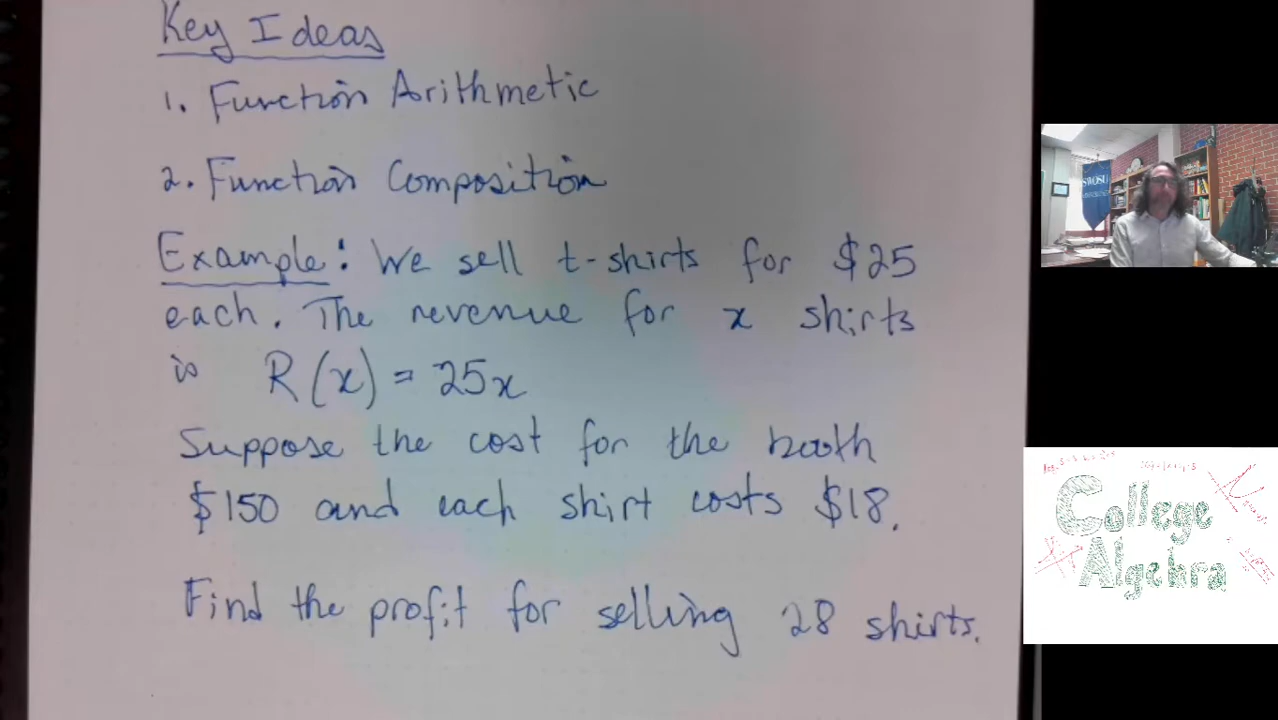 Key Ideas
1. Function Arithmetic
2. Function Composition
Example: We sell t-shirts for $25
each. The revenue for x shirts
is R(x) = 25x
Suppose the cost for the booth
$150 and each shirt costs $18.
Find the profit for selling 28 shirts.
SWOSU
College
Algebra